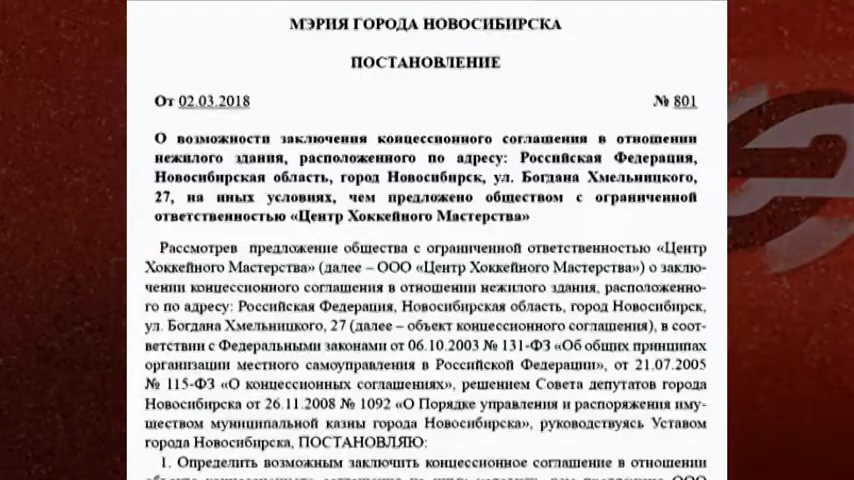 МЭРИЯ ГОРОДА НОВОСИБИРСКА
ПОСТАНОВЛЕНИЕ
От 02.03.2018 № 801
О возможности заключения концессионного соглашения в отношении
нежилого здания, расположенного по адресу: Российская Федерация,
Новосибирская область, город Новосибирск, ул. Богдана Хмельницкого,
27, на иных условиях, чем предложено обществом с ограниченной
ответственностью «Центр Хоккейного Мастерства»
Рассмотрев предложение общества с ограниченной ответственностью «Центр
Хоккейного Мастерства» (далее – ООО «Центр Хоккейного Мастерства») о заклю-
чении концессионного соглашения в отношении нежилого здания, расположенно-
го по адресу: Российская Федерация, Новосибирская область, город Новосибирск,
ул. Богдана Хмельницкого, 27 (далее – объект концессионного соглашения), в соот-
ветствии с Федеральными законами от 06.10.2003 № 131-ФЗ «Об общих принципах
организации местного самоуправления в Российской Федерации», от 21.07.2005
№ 115-ФЗ «О концессионных соглашениях», решением Совета депутатов города
Новосибирска от 26.11.2008 № 1092 «О Порядке управления и распоряжения иму-
ществом муниципальной казны города Новосибирска», руководствуясь Уставом
города Новосибирска, ПОСТАНОВЛЯЮ:
1. Определить возможным заключить концессионное соглашение в отношении